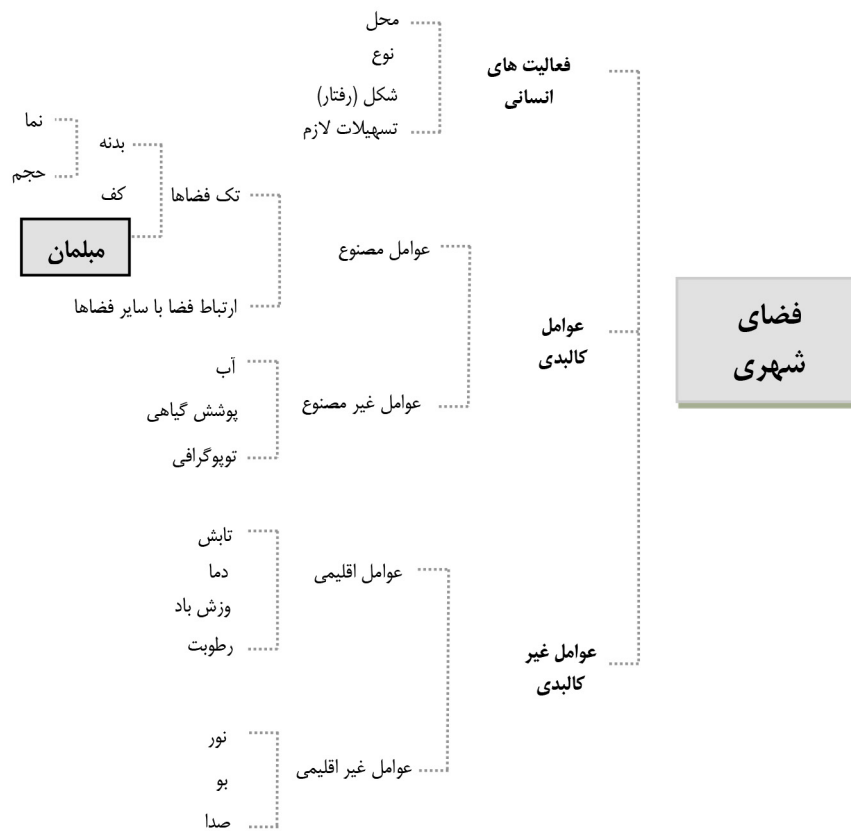 فضای
شهری
فعالیت های
انسانی
محل
نوع
شکل (رفتار)
تسهیلات لازم
عوامل
کالبدی
عوامل مصنوع
تک فضاها
بدنه
نما
حجم
کف
مبلمان
ارتباط فضا با سایر فضاها
عوامل غیر مصنوع
آب
پوشش گیاهی
توپوگرافی
عوامل غیر
کالبدی
عوامل اقلیمی
تابش
دما
وزش باد
رطوبت
عوامل غیر اقلیمی
نور
بو
صدا